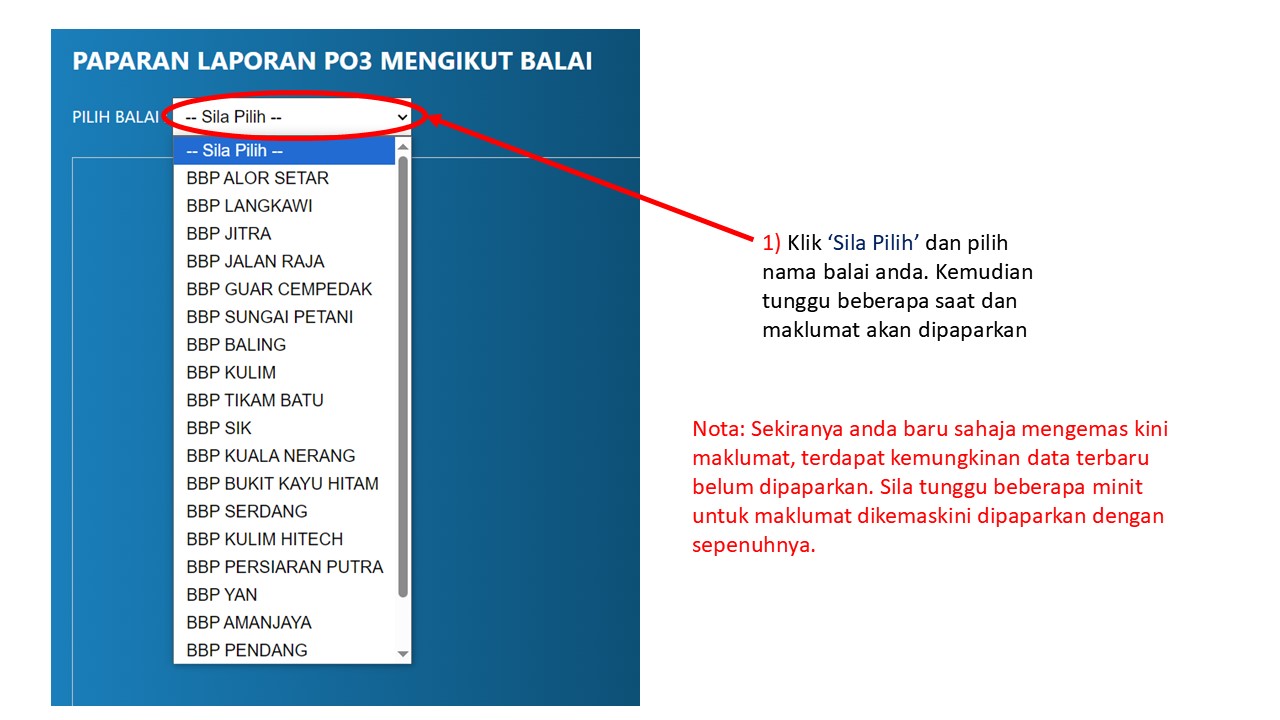 PAPARAN LAPORAN PO3 MENGIKUT BALAI
PILIH BALAI
-- Sila Pilih --
-- Sila Pilih --
BBP ALOR SETAR
BBP LANGKAWI
BBP JITRA
BBP JALAN RAJA
BBP GUAR CEMPEDAK
BBP SUNGAI PETANI
BBP BALING
BBP KULIM
BBP TIKAM BATU
BBP SIK
BBP KUALA NERANG
BBP BUKIT KAYU HITAM
BBP SERDANG
BBP KULIM HITECH
BBP PERSIARAN PUTRA
BBP YAN
BBP AMANJAYA
BBP PENDANG
1) Klik ‘Sila Pilih’ dan pilih
nama balai anda. Kemudian
tunggu beberapa saat dan
maklumat akan dipaparkan
Nota: Sekiranya anda baru sahaja mengemas kini
maklumat, terdapat kemungkinan data terbaru
belum dipaparkan. Sila tunggu beberapa minit
untuk maklumat dikemaskini dipaparkan dengan
sepenuhnya.